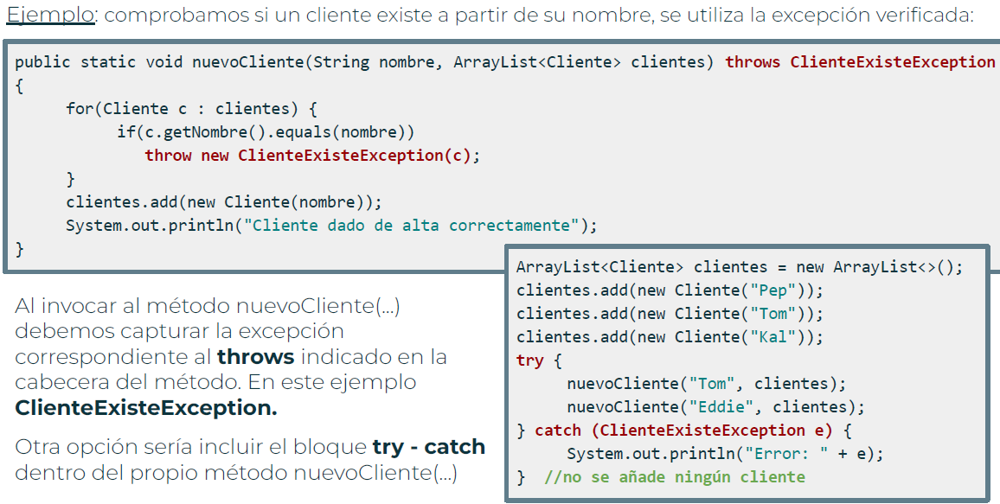 Ejemplo: comprobamos si un cliente existe a partir de su nombre, se utiliza la excepción verificada:
public static void nuevoCliente(String nombre, ArrayList<Cliente> clientes) throws ClienteExisteException
{
for(Cliente c : clientes) {
if(c.getNombre().equals(nombre))
throw new ClienteExisteException(c);
}
clientes.add(new Cliente(nombre));
System.out.println("Cliente dado de alta correctamente");
}
Al invocar al método nuevoCliente(...)
debemos capturar la excepción
correspondiente al throws indicado en la
cabecera del método. En este ejemplo
ClienteExisteException.
Otra opción sería incluir el bloque try - catch
dentro del propio método nuevoCliente(...)
ArrayList<Cliente> clientes = new ArrayList<>();
clientes.add(new Cliente("Pep"));
clientes.add(new Cliente("Tom"));
clientes.add(new Cliente("Kal"));
try {
nuevoCliente("Tom", clientes);
nuevoCliente("Eddie", clientes);
} catch (ClienteExisteException e) {
System.out.println("Error: " + e);
} //no se añade ningún cliente